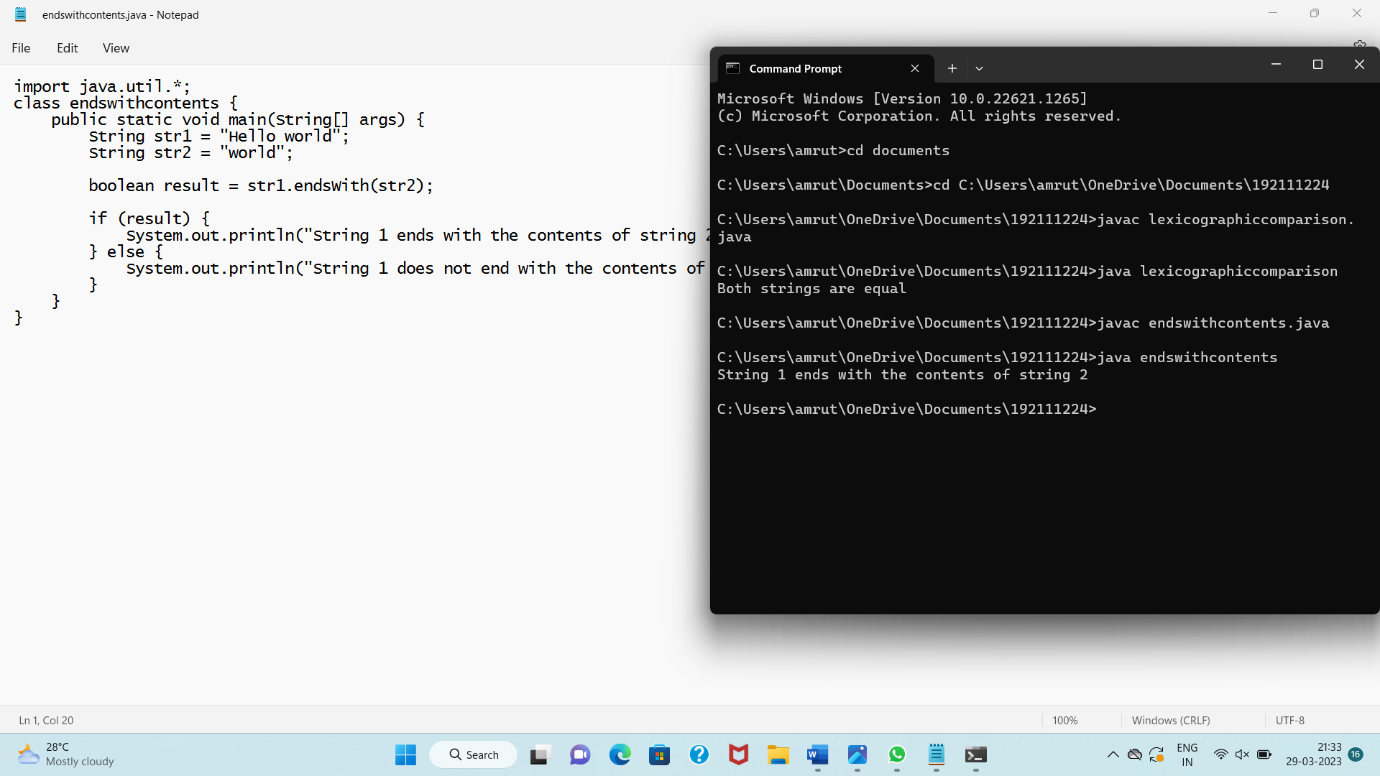 endswithcontents.java - Notepad
File Edit View
import java.util.*;
class endswithcontents {
    public static void main(String[] args) {
        String str1 = "Hello world";
        String str2 = "world";
        boolean result = str1.endsWith(str2);
        if (result) {
            System.out.println("String 1 ends with the contents of string
        } else {
            System.out.println("String 1 does not end with the contents of
        }
    }
}
Command Prompt
Microsoft Windows [Version 10.0.22621.1265]
(c) Microsoft Corporation. All rights reserved.
C:\Users\amrut>cd documents
C:\Users\amrut\Documents>cd C:\Users\amrut\OneDrive\Documents\192111224
C:\Users\amrut\OneDrive\Documents\192111224>javac lexicographiccomparison.
java
C:\Users\amrut\OneDrive\Documents\192111224>java lexicographiccomparison
Both strings are equal
C:\Users\amrut\OneDrive\Documents\192111224>javac endswithcontents.java
C:\Users\amrut\OneDrive\Documents\192111224>java endswithcontents
String 1 ends with the contents of string 2
C:\Users\amrut\OneDrive\Documents\192111224>
Ln 1, Col 20 100% Windows (CRLF) UTF-8
28°C
Mostly cloudy
Search
ENG
IN
21:33
29-03-2023
16